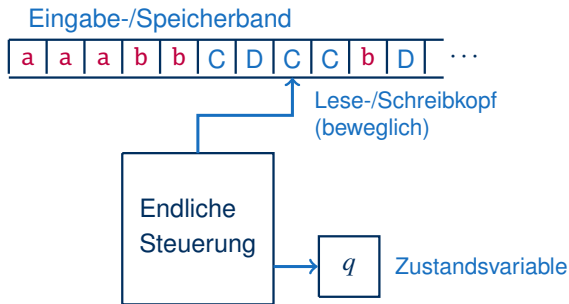 Eingabe-/Speicherband
a a a b b C D C C b D ...
Lese-/Schreibkopf
(beweglich)
Endliche
Steuerung
q
Zustandsvariable